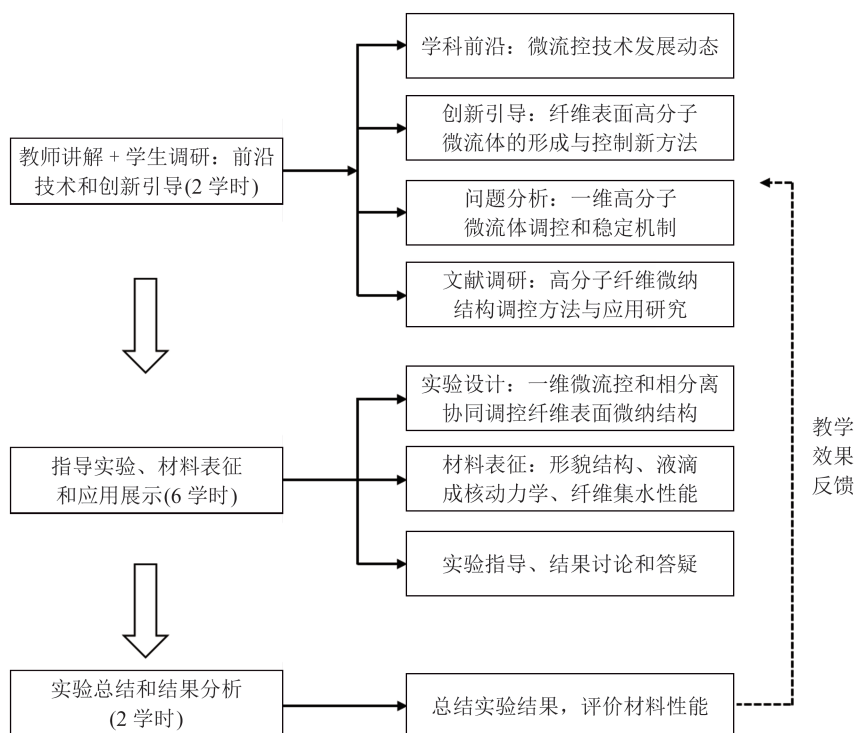 学科前沿：微流控技术发展动态
创新引导：纤维表面高分子
微流体的形成与控制新方法
教师讲解 + 学生调研：前沿
技术和创新引导(2 学时)
问题分析：一维高分子
微流体调控和稳定机制
文献调研：高分子纤维微纳
结构调控方法与应用研究
实验设计：一维微流控和相分离
协同调控纤维表面微纳结构
指导实验、材料表征
和应用展示(6 学时)
材料表征：形貌结构、液滴
成核动力学、纤维集水性能
实验指导、结果讨论和答疑
教学
效果
反馈
实验总结和结果分析
(2 学时)
总结实验结果，评价材料性能